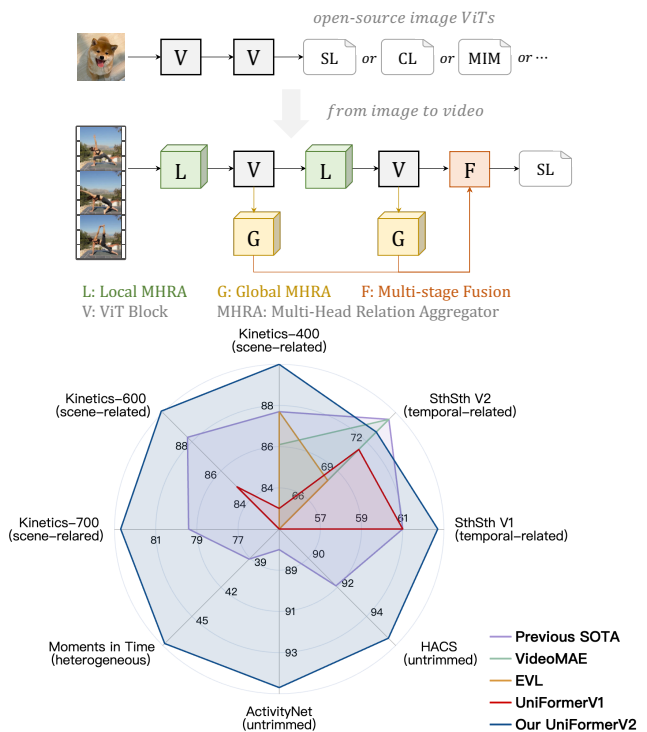 open-source image ViTs
V V SL or CL or MIM or ···
from image to video
L V L V F SL
G G
L: Local MHRA G: Global MHRA F: Multi-stage Fusion
V: ViT Block MHRA: Multi-Head Relation Aggregator
Kinetics-400
(scene-related)
Kinetics-600
(scene-related)
SthSth V2
(temporal-related)
88
72
88
86
69
86
84
84
66
57 59 61
Kinetics-700
(scene-relared)
SthSth V1
(temporal-related)
81 79 77
90
39
89
92
42
91
94
45
93
Moments in Time
(heterogeneous)
HACS
(untrimmed)
ActivityNet
(untrimmed)
Previous SOTA
VideoMAE
EVL
UniFormerV1
Our UniFormerV2